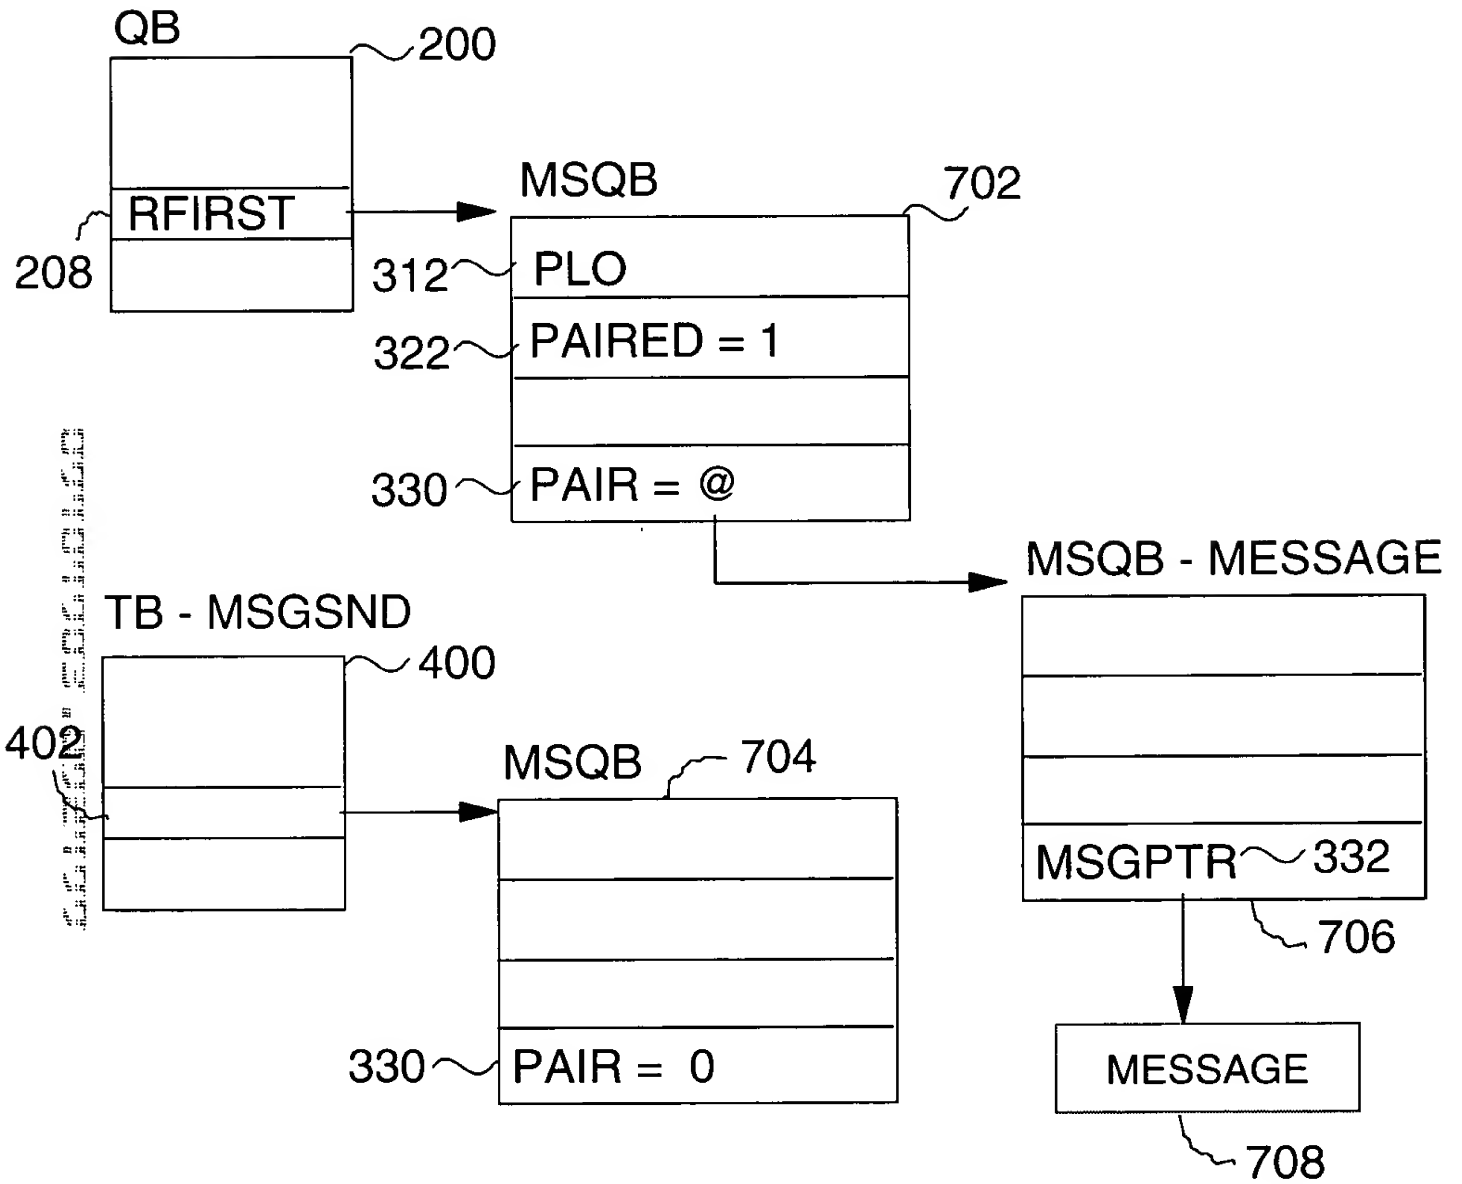 QB
200
RFIRST
208
MSQB
702
312
PLO
322
PAIRED = 1
330
PAIR = @
MSQB - MESSAGE
TB - MSGSND
400
402
MSQB
704
MSGPTR
332
706
330
PAIR = 0
MESSAGE
708